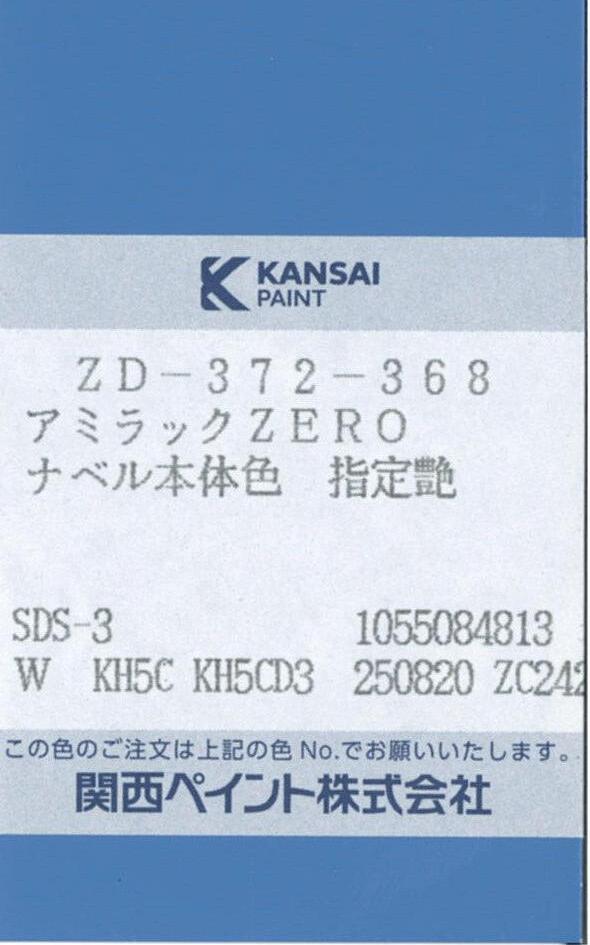 KANSAI
PAINT
ZD-372-368
アミラックZERO
ナベル本体色　指定艶
SDS-3 1055084813
W KH5C KH5CD3 250820 ZC242
この色のご注文は上記の色 No.でお願いいたします。
関西ペイント株式会社